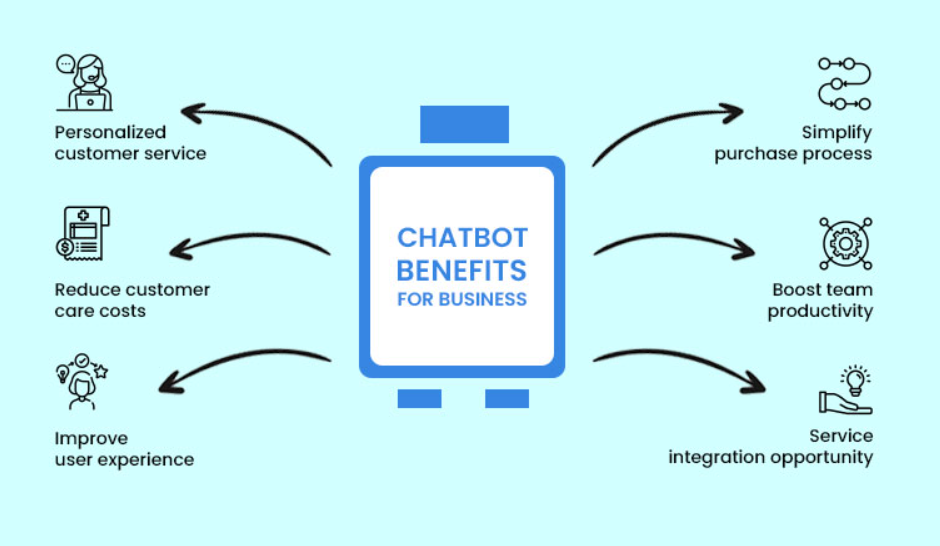 Personalized
customer service
Reduce customer
care costs
Improve
user experience
CHATBOT
BENEFITS
FOR BUSINESS
Simplify
purchase process
Boost team
productivity
Service
integration opportunity